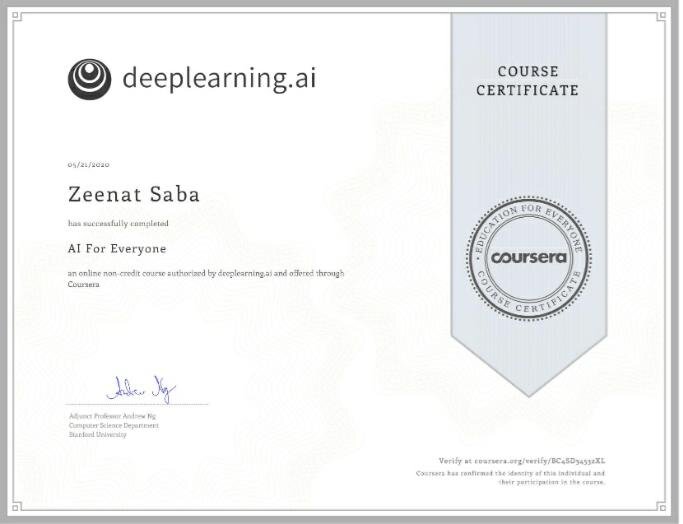 deeplearning.ai
COURSE
CERTIFICATE
05/21/2020
Zeenat Saba
has successfully completed
AI For Everyone
an online non-credit course authorized by deeplearning.ai and offered through
Coursera
EDUCATION FOR EVERYONE
coursera
COURSE CERTIFICATE
Andrew Ng
Adjunct Professor Andrew Ng
Computer Science Department
Stanford University
Verify at coursera.org/verify/BC4SD34532XL
Coursera has confirmed the identity of this individual and
their participation in the course.